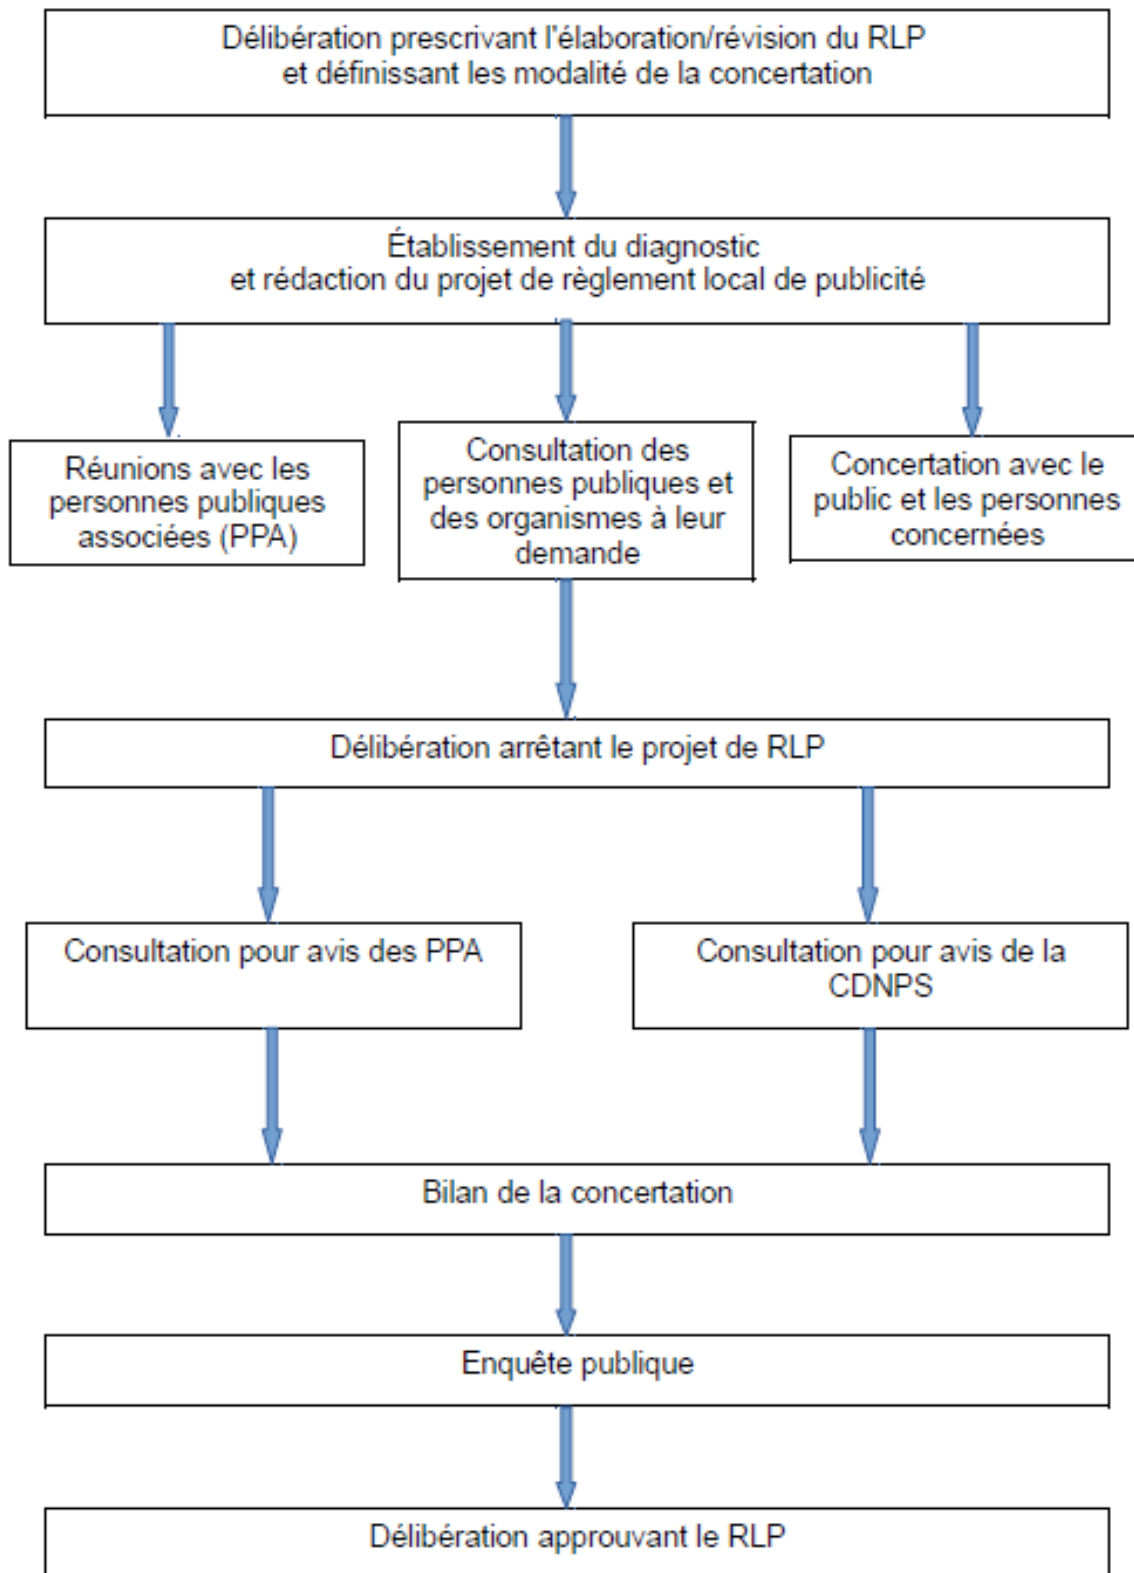 Délibération prescrivant l'élaboration/révision du RLP
et définissant les modalité de la concertation
Établissement du diagnostic
et rédaction du projet de règlement local de publicité
Réunions avec les
personnes publiques
associées (PPA)
Consultation des
personnes publiques et
des organismes à leur
demande
Concertation avec le
public et les personnes
concernées
Délibération arrêtant le projet de RLP
Consultation pour avis des PPA
Consultation pour avis de la
CDNPS
Bilan de la concertation
Enquête publique
Délibération approuvant le RLP